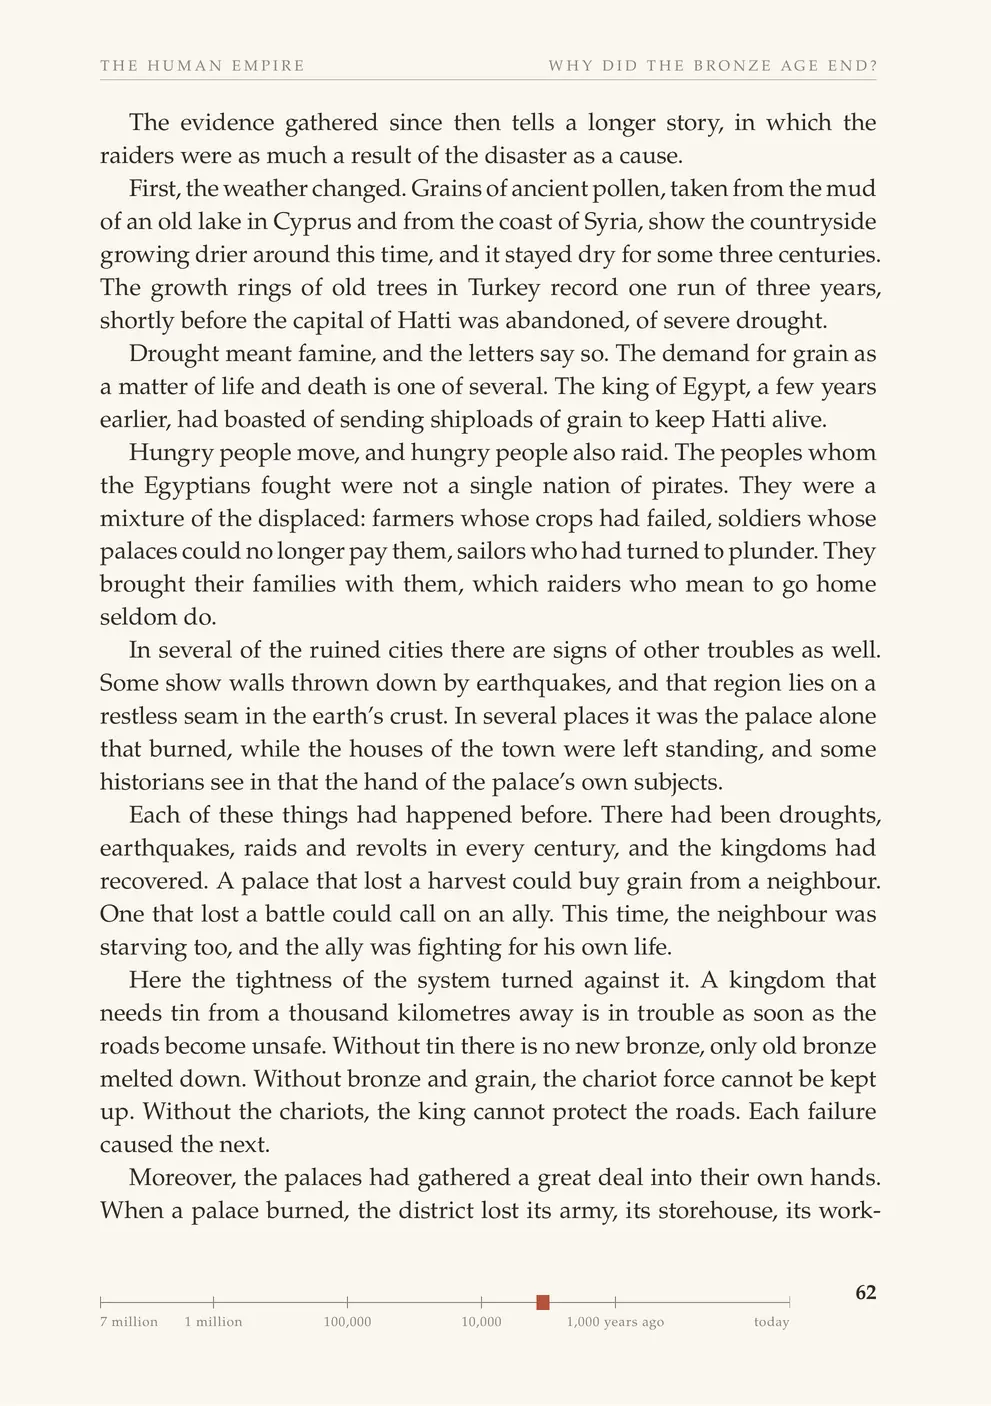 THE HUMAN EMPIRE WHY DID THE BRONZE AGE END?
The evidence gathered since then tells a longer story, in which the
raiders were as much a result of the disaster as a cause.
First, the weather changed. Grains of ancient pollen, taken from the mud
of an old lake in Cyprus and from the coast of Syria, show the countryside
growing drier around this time, and it stayed dry for some three centuries.
The growth rings of old trees in Turkey record one run of three years,
shortly before the capital of Hatti was abandoned, of severe drought.
Drought meant famine, and the letters say so. The demand for grain as
a matter of life and death is one of several. The king of Egypt, a few years
earlier, had boasted of sending shiploads of grain to keep Hatti alive.
Hungry people move, and hungry people also raid. The peoples whom
the Egyptians fought were not a single nation of pirates. They were a
mixture of the displaced: farmers whose crops had failed, soldiers whose
palaces could no longer pay them, sailors who had turned to plunder. They
brought their families with them, which raiders who mean to go home
seldom do.
In several of the ruined cities there are signs of other troubles as well.
Some show walls thrown down by earthquakes, and that region lies on a
restless seam in the earth’s crust. In several places it was the palace alone
that burned, while the houses of the town were left standing, and some
historians see in that the hand of the palace’s own subjects.
Each of these things had happened before. There had been droughts,
earthquakes, raids and revolts in every century, and the kingdoms had
recovered. A palace that lost a harvest could buy grain from a neighbour.
One that lost a battle could call on an ally. This time, the neighbour was
starving too, and the ally was fighting for his own life.
Here the tightness of the system turned against it. A kingdom that
needs tin from a thousand kilometres away is in trouble as soon as the
roads become unsafe. Without tin there is no new bronze, only old bronze
melted down. Without bronze and grain, the chariot force cannot be kept
up. Without the chariots, the king cannot protect the roads. Each failure
caused the next.
Moreover, the palaces had gathered a great deal into their own hands.
When a palace burned, the district lost its army, its storehouse, its work-
62
7 million 1 million 100,000 10,000 1,000 years ago today